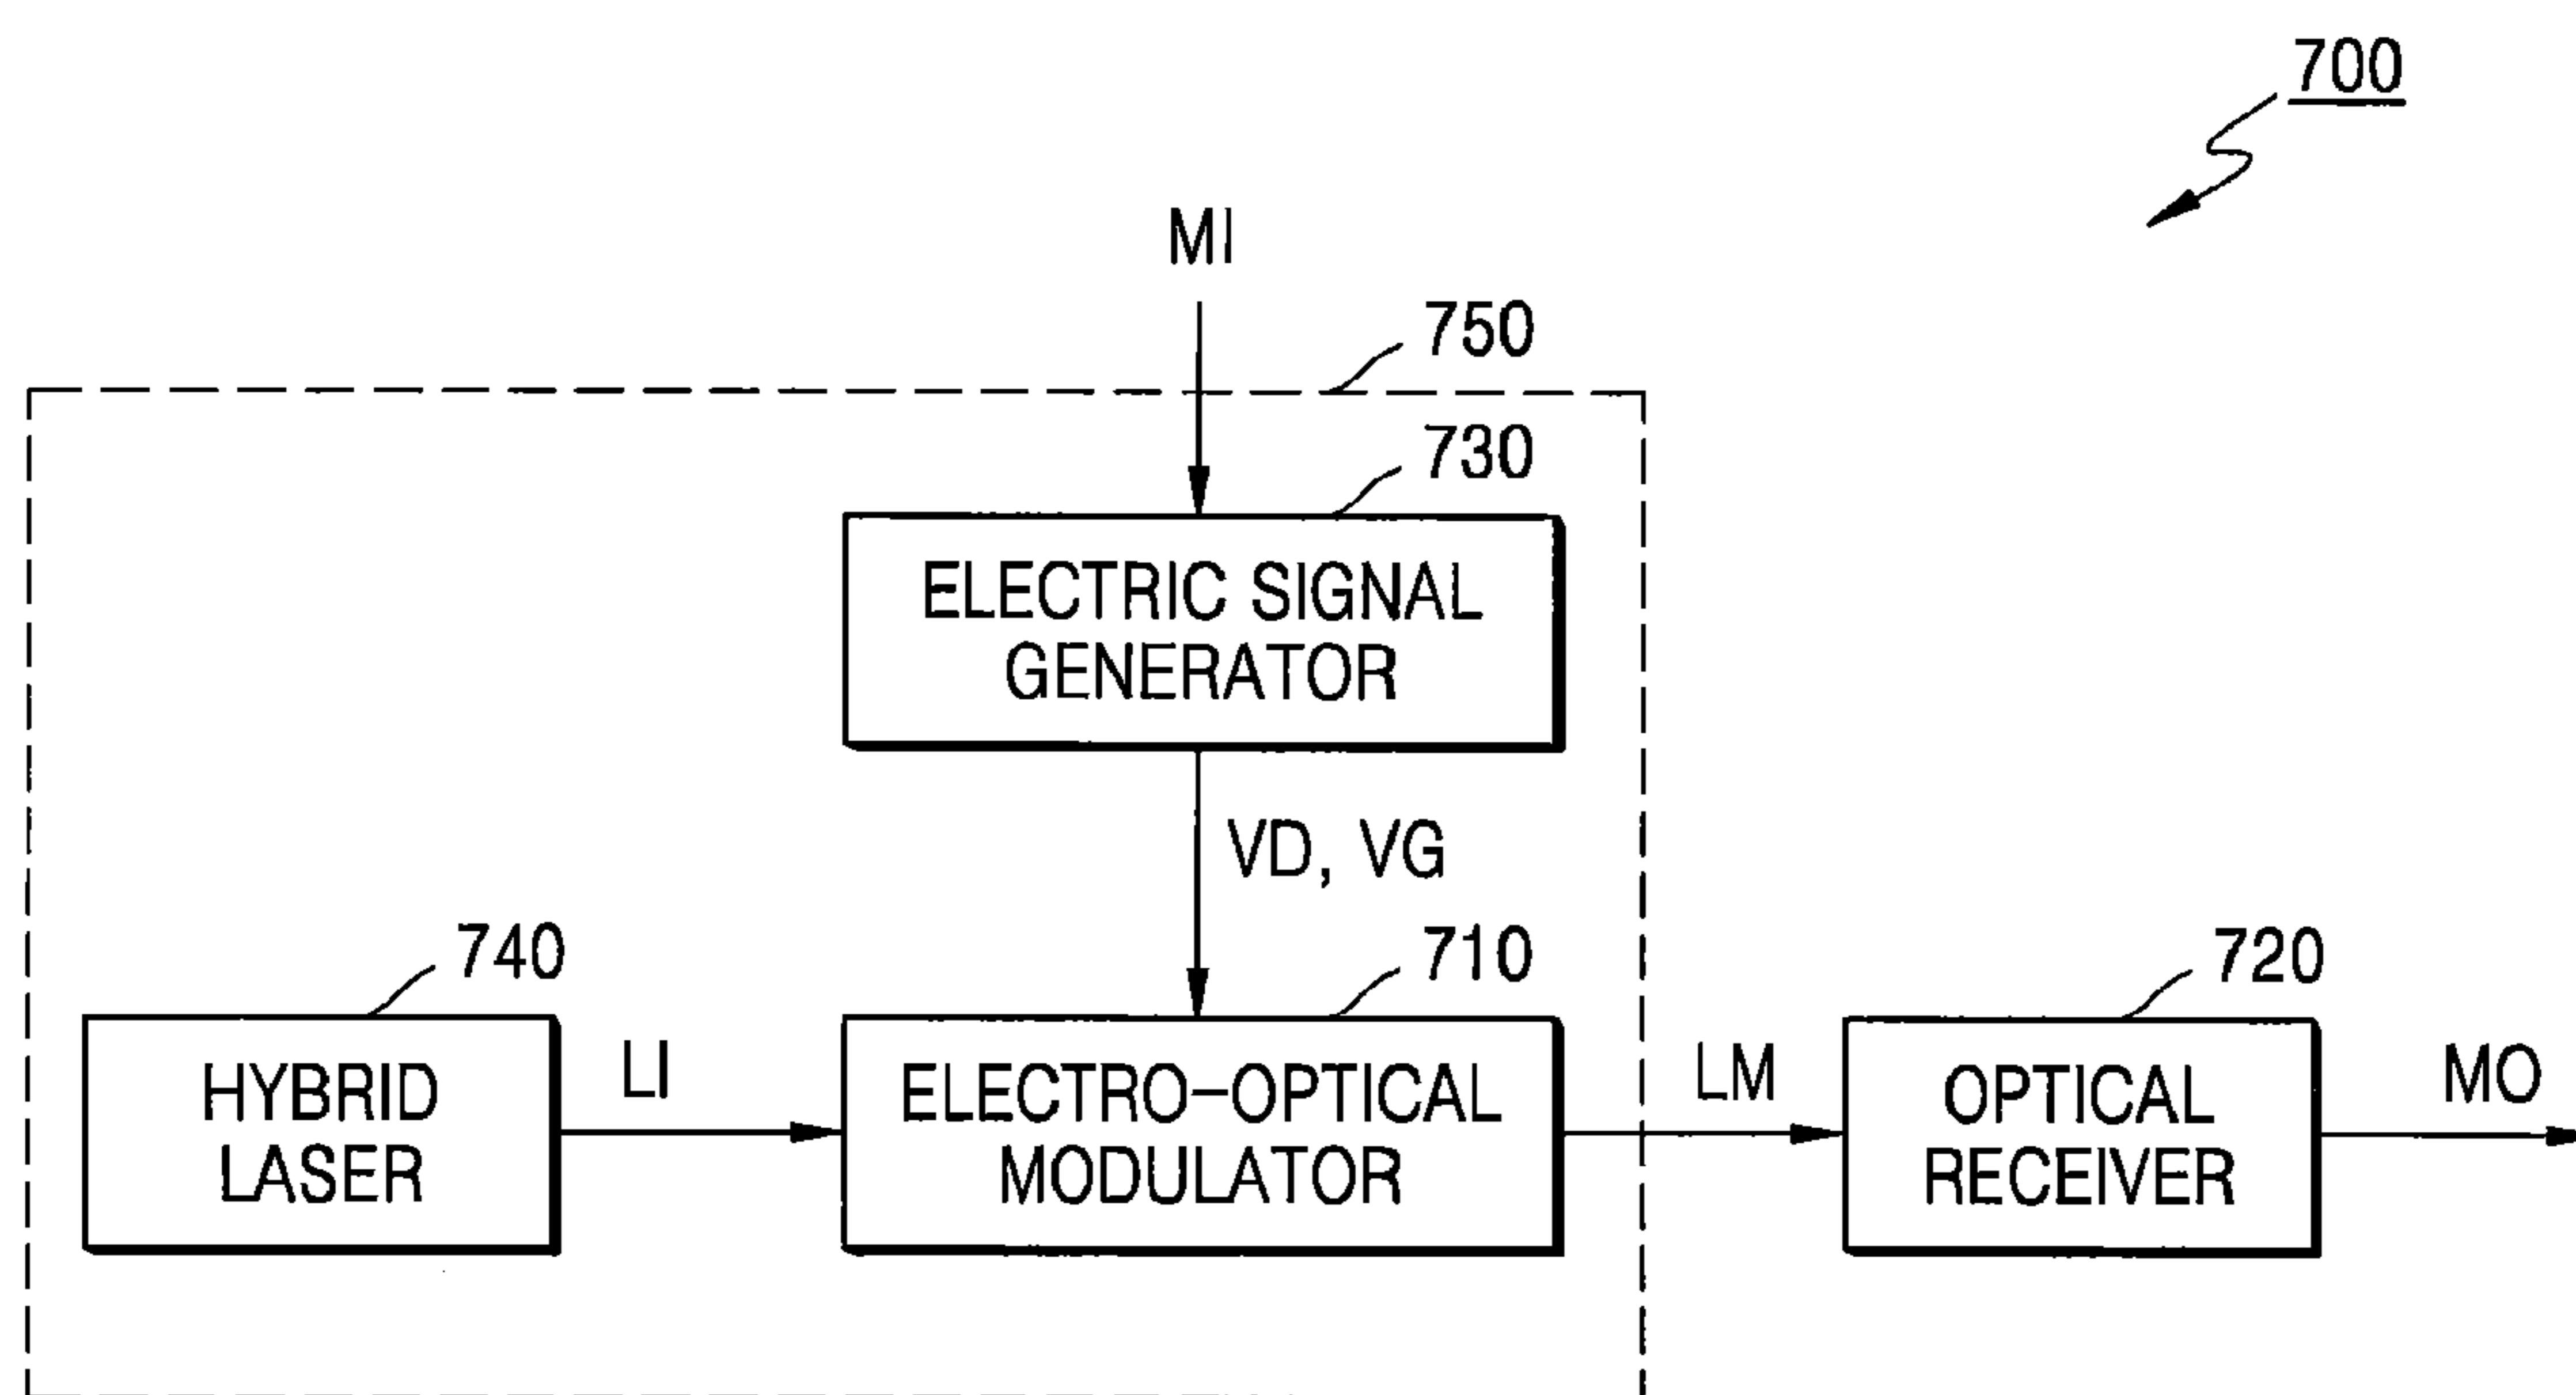 700
MI
750
730
ELECTRIC SIGNAL
GENERATOR
VD, VG
740
710
720
HYBRID
LASER
LI
ELECTRO-OPTICAL
MODULATOR
LM
OPTICAL
RECEIVER
MO